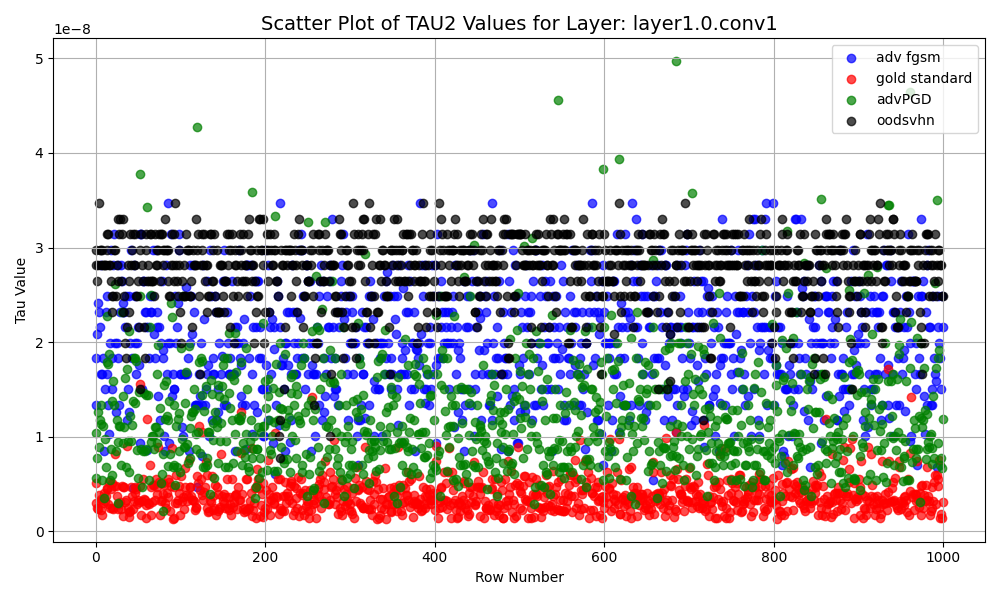 Scatter Plot of TAU2 Values for Layer: layer1.0.conv1
1e−8
adv fgsm
gold standard
advPGD
oodsvhn
5
4
3
2
1
0
Tau Value
0 200 400 600 800 1000
Row Number